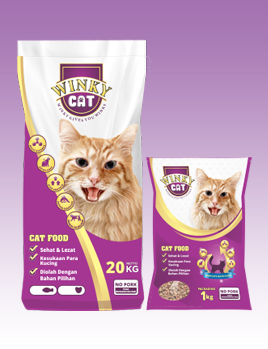 WINKY
CAT
CAT FOOD
Sehat & Lezat
Kesukaan Para
Kucing
Diolah Dengan
Bahan Pilihan
NETTO
20 KG
NO PORK
WINKY
CAT
CAT FOOD
Sehat & Lezat
Kesukaan Para
Kucing
Diolah Dengan
Bahan Pilihan
1kg
NO PORK